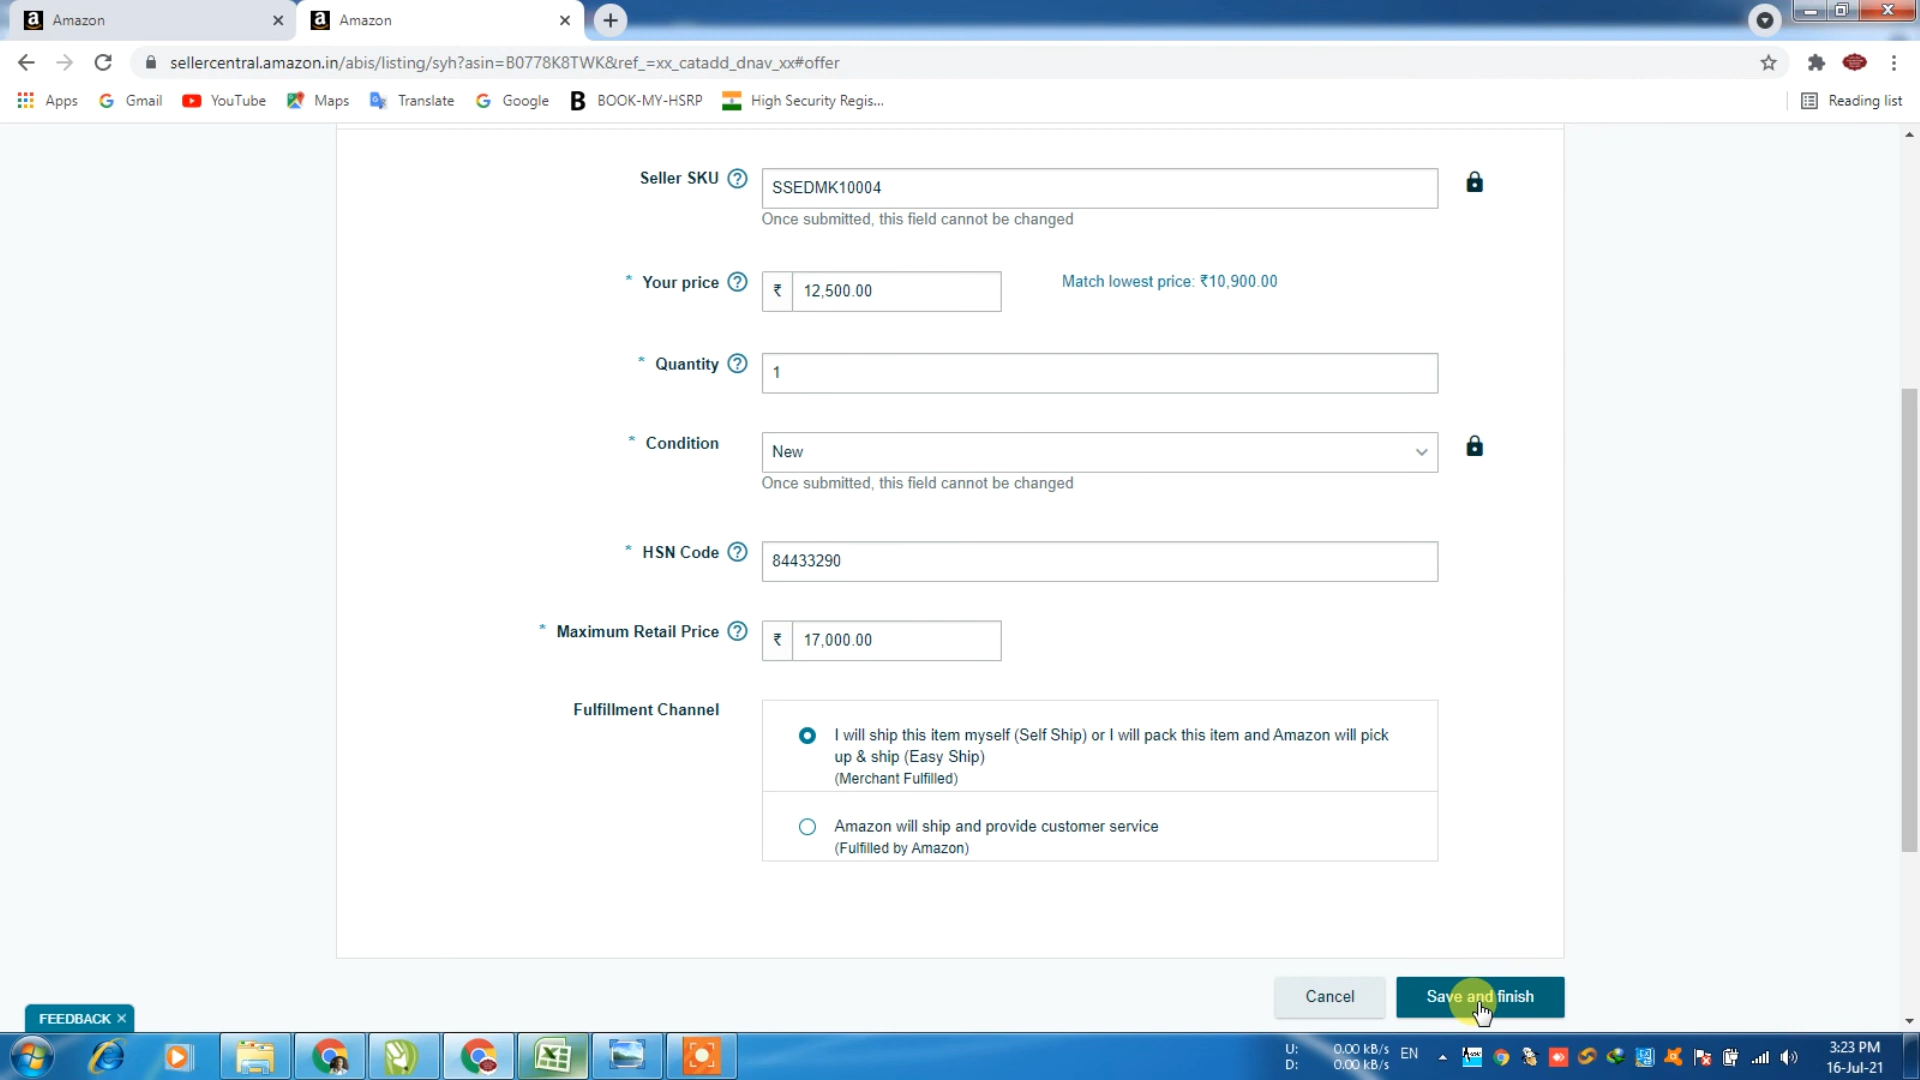 Amazon
Amazon
sellercentral.amazon.in/abis/listing/syh?asin=B0778K8TWK&ref_=xx_catadd_dnav_xx#offer
Apps Gmail YouTube Maps Translate Google BOOK-MY-HSRP High Security Regis... Reading list
Seller SKU
SSEDMK10004
Once submitted, this field cannot be changed
* Your price
₹ 12,500.00
Match lowest price: ₹10,900.00
* Quantity
1
* Condition
New
Once submitted, this field cannot be changed
* HSN Code
84433290
* Maximum Retail Price
₹ 17,000.00
Fulfillment Channel
I will ship this item myself (Self Ship) or I will pack this item and Amazon will pick
up & ship (Easy Ship)
(Merchant Fulfilled)
Amazon will ship and provide customer service
(Fulfilled by Amazon)
Cancel
Save and finish
FEEDBACK
U: 0.00 kB/s
D: 0.00 kB/s
EN
3:23 PM
16-Jul-21